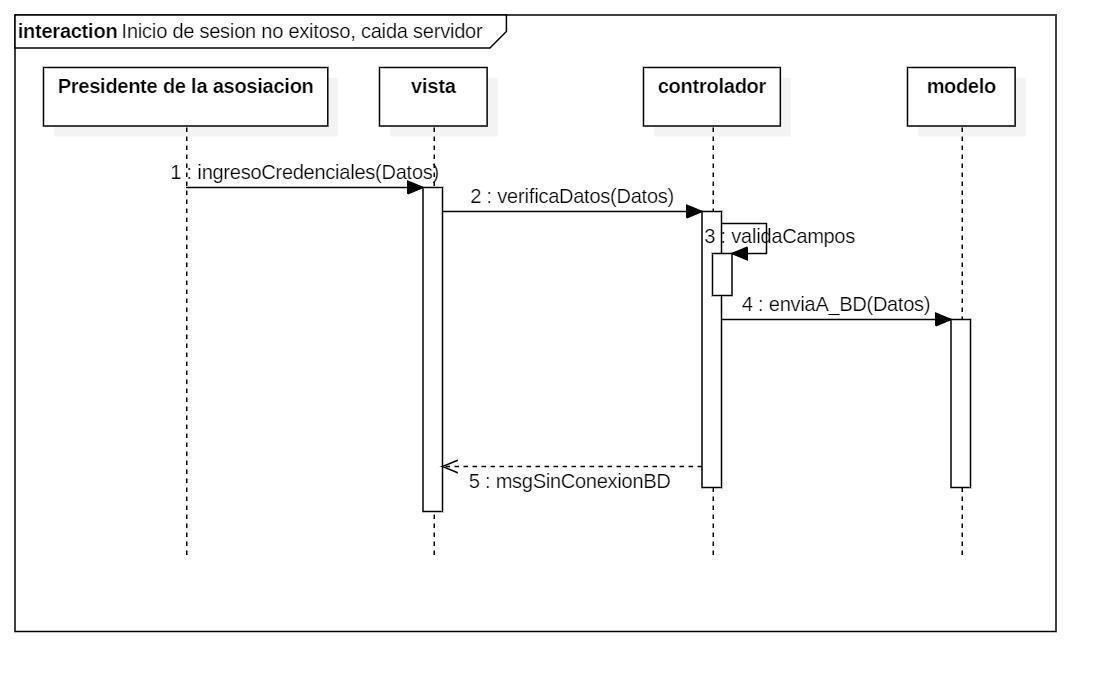 interaction Inicio de sesion no exitoso, caida servidor
Presidente de la asosiacion
vista
controlador
modelo
1 : ingresoCredenciales(Datos)
2 : verificaDatos(Datos)
3 : validaCampos
4 : enviaA_BD(Datos)
5 : msgSinConexionBD